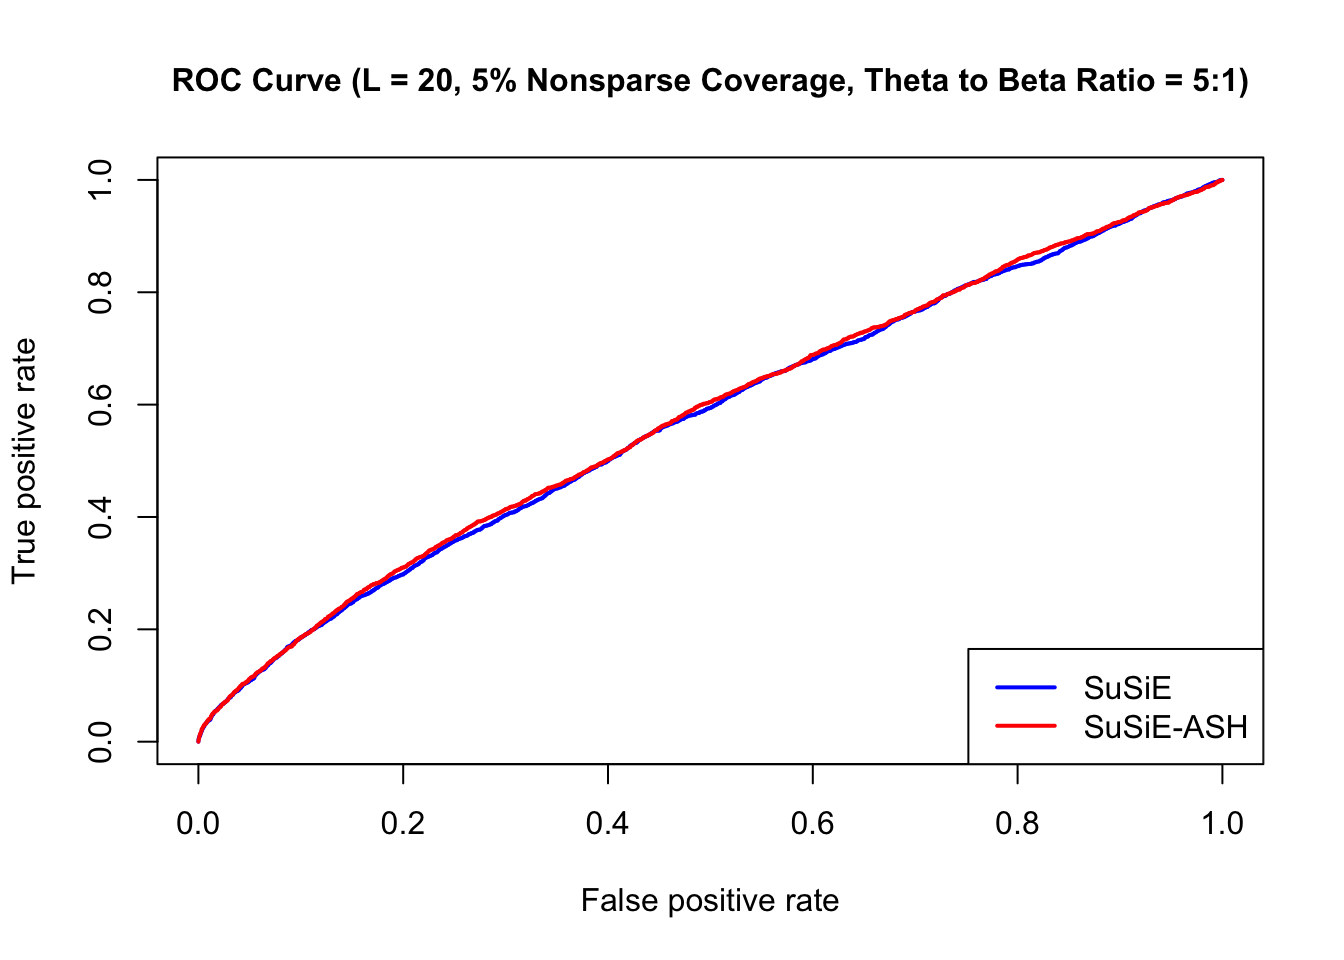 ROC Curve (L = 20, 5% Nonsparse Coverage, Theta to Beta Ratio = 5:1)
True positive rate
1.0
0.8
0.6
0.4
0.2
0.0
SuSiE
SuSiE-ASH
0.0 0.2 0.4 0.6 0.8 1.0
False positive rate